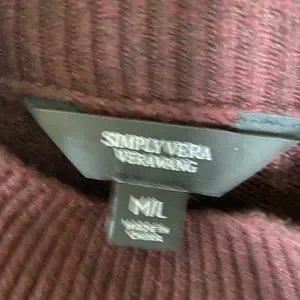 SIMPLY VERA
VERA WANG
M/L
MADE IN
CHINA